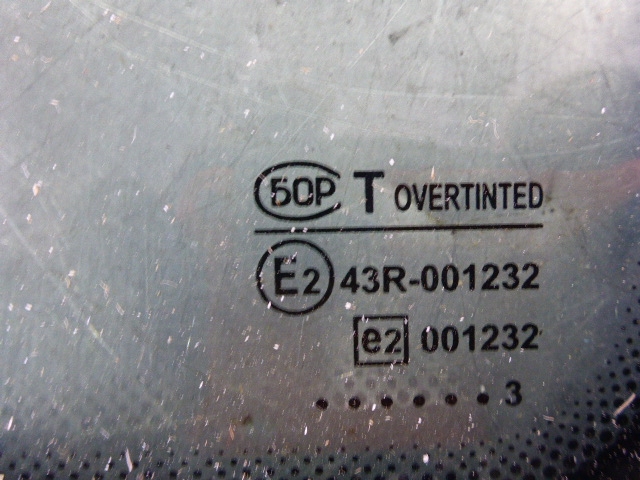 БОР T OVERTINTED
E2 43R-001232
e2 001232
...... 3